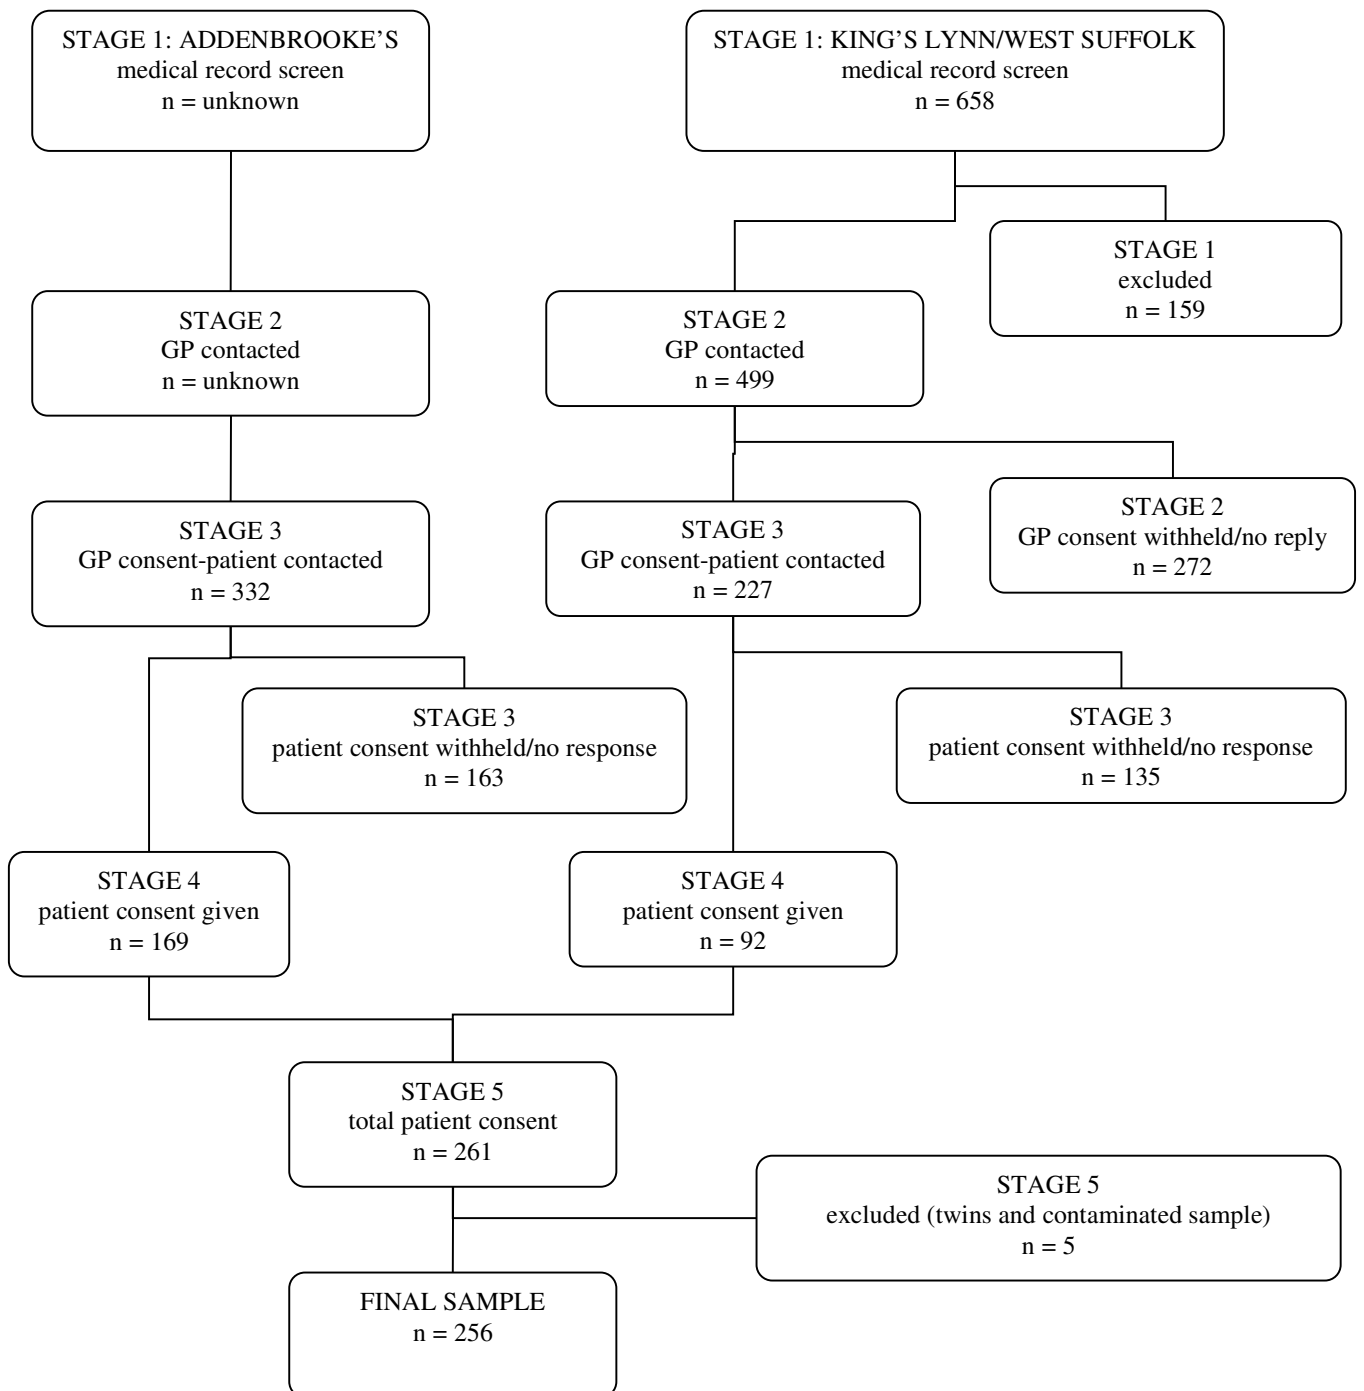 STAGE 1: ADDENBROOKE'S
medical record screen
n = unknown
STAGE 1: KING'S LYNN/WEST SUFFOLK
medical record screen
n = 658
STAGE 1
excluded
n = 159
STAGE 2
GP contacted
n = unknown
STAGE 2
GP contacted
n = 499
STAGE 2
GP consent withheld/no reply
n = 272
STAGE 3
GP consent-patient contacted
n = 332
STAGE 3
GP consent-patient contacted
n = 227
STAGE 3
patient consent withheld/no response
n = 163
STAGE 3
patient consent withheld/no response
n = 135
STAGE 4
patient consent given
n = 169
STAGE 4
patient consent given
n = 92
STAGE 5
total patient consent
n = 261
STAGE 5
excluded (twins and contaminated sample)
n = 5
FINAL SAMPLE
n = 256